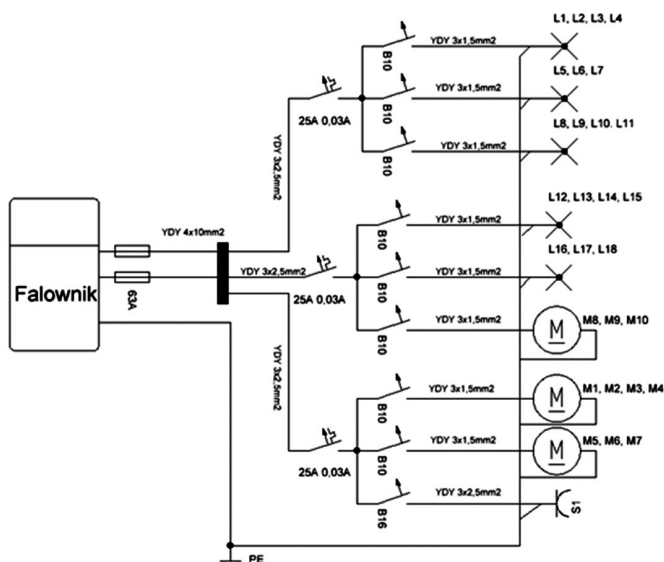 L1, L2, L3, L4
YDY 3x1,5mm2
B10
L5, L6, L7
YDY 3x1,5mm2
25A 0,03A
B10
L8, L9, L10. L11
YDY 3x1,5mm2
B10
YDY 3x2,5mm2
L12, L13, L14, L15
YDY 3x1,5mm2
B10
YDY 4x10mm2
L16, L17, L18
YDY 3x2,5mm2
YDY 3x1,5mm2
Falownik
63A
25A 0,03A
B10
YDY 3x1,5mm2
M
M8, M9, M10
B10
YDY 3x2,5mm2
YDY 3x1,5mm2
M
M1, M2, M3, M4
B10
YDY 3x1,5mm2
M
M5, M6, M7
25A 0,03A
B10
YDY 3x2,5mm2
B16
S1
PE